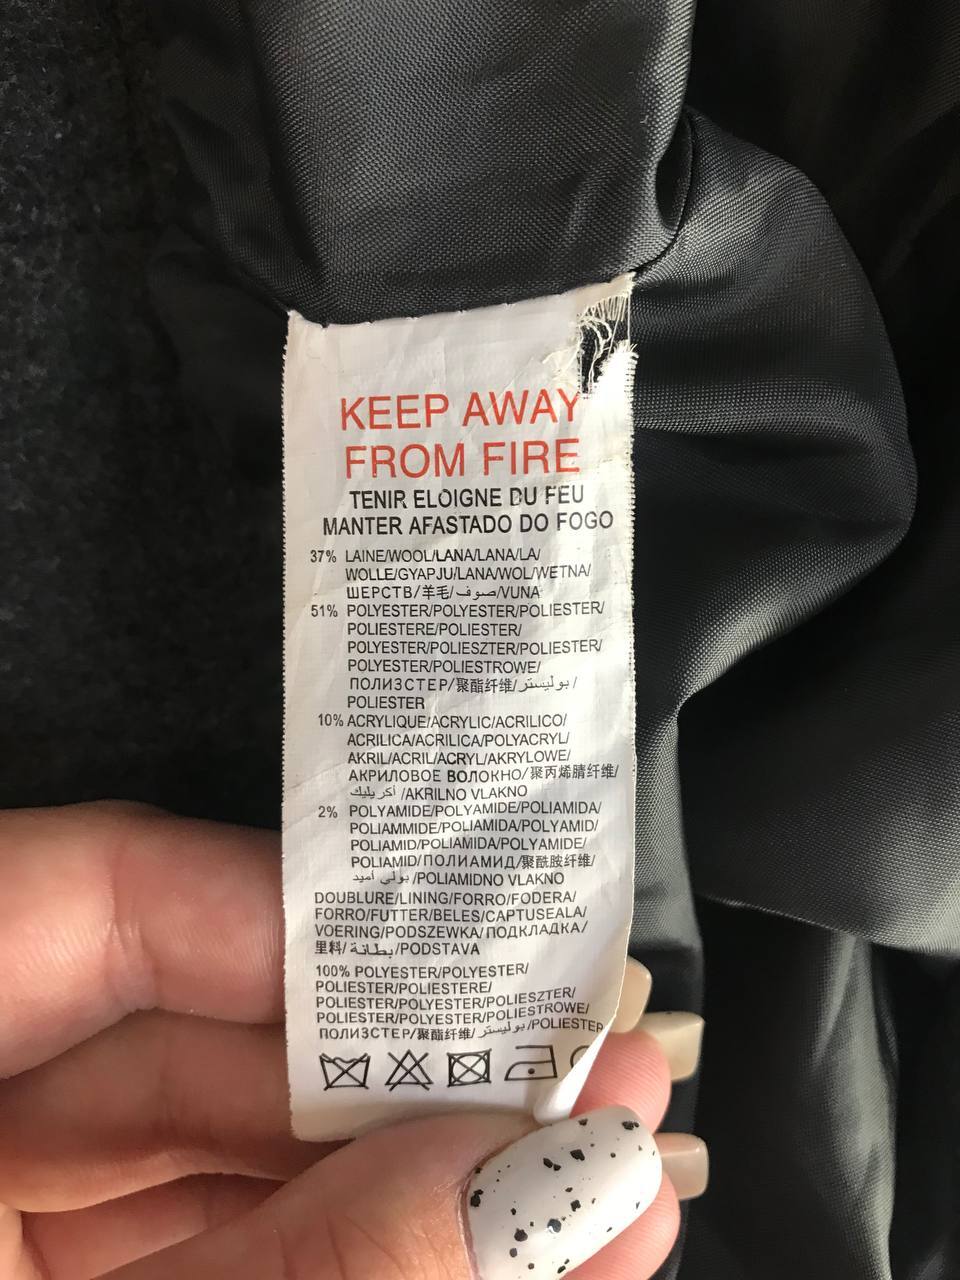 KEEP AWAY
FROM FIRE
TENIR ELOIGNE DU FEU
MANTER AFASTADO DO FOGO
37% LAINE/WOOL/LANA/LANA/LA/
WOLLE/GYAPJU/LANA/WOL/WETNA/
ШЕРСТВ/羊毛/صوف/VUNA
51% POLYESTER/POLYESTER/POLIESTER/
POLIESTERE/POLIESTER/
POLYESTER/POLIESZTER/POLIESTER/
POLYESTER/POLIESTROWE/
ПОЛИЗСТЕР/聚酯纤维/بوليستر/
POLIESTER
10% ACRYLIQUE/ACRYLIC/ACRILICO/
ACRILICA/ACRILICA/POLYACRYL/
AKRIL/ACRIL/ACRYL/AKRYLOWE/
АКРИЛОВОЕ ВОЛОКНО/聚丙烯腈纤维/
أكريليك/AKRILNO VLAKNO
2% POLYAMIDE/POLYAMIDE/POLIAMIDA/
POLIAMMIDE/POLIAMIDA/POLYAMID/
POLIAMID/POLIAMIDA/POLYAMIDE/
POLIAMID/ПОЛИАМИД/聚酰胺纤维/
بولي أميد/POLIAMIDNO VLAKNO
DOUBLURE/LINING/FORRO/FODERA/
FORRO/FUTTER/BELES/CAPTUSEALA/
VOERING/PODSZEWKA/ПОДКЛАДКА/
里料/بطانة/PODSTAVA
100% POLYESTER/POLYESTER/
POLIESTER/POLIESTERE/
POLIESTER/POLYESTER/POLIESZTER/
POLIESTER/POLYESTER/POLIESTROWE/
ПОЛИЗСТЕР/聚酯纤维/بوليستر/POLIESTER